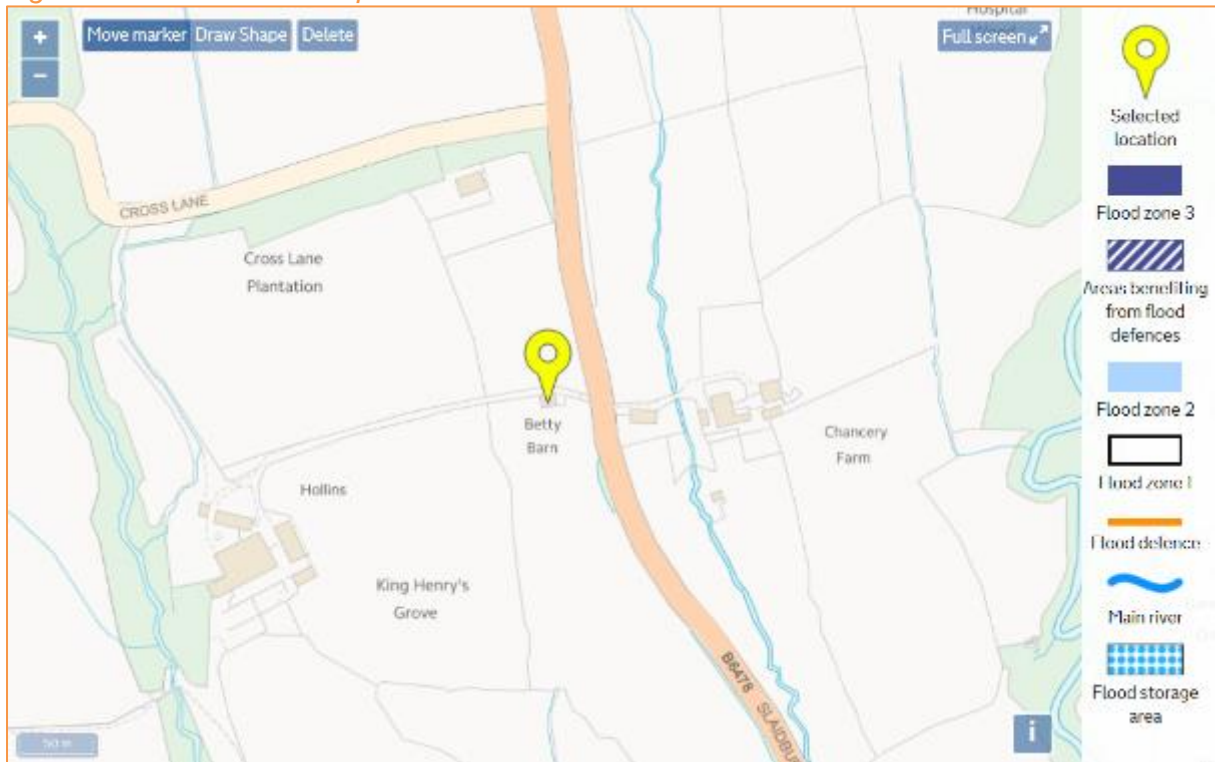 +
−
Move marker
Draw Shape
Delete
Hospital
Full screen
CROSS LANE
Cross Lane
Plantation
Betty
Barn
Chancery
Farm
Hollins
King Henry's
Grove
B6478
50 m
i
Selected
location
Flood zone 3
Areas benefiting
from flood
defences
Flood zone 2
Flood zone 1
Flood defence
Main river
Flood storage
area